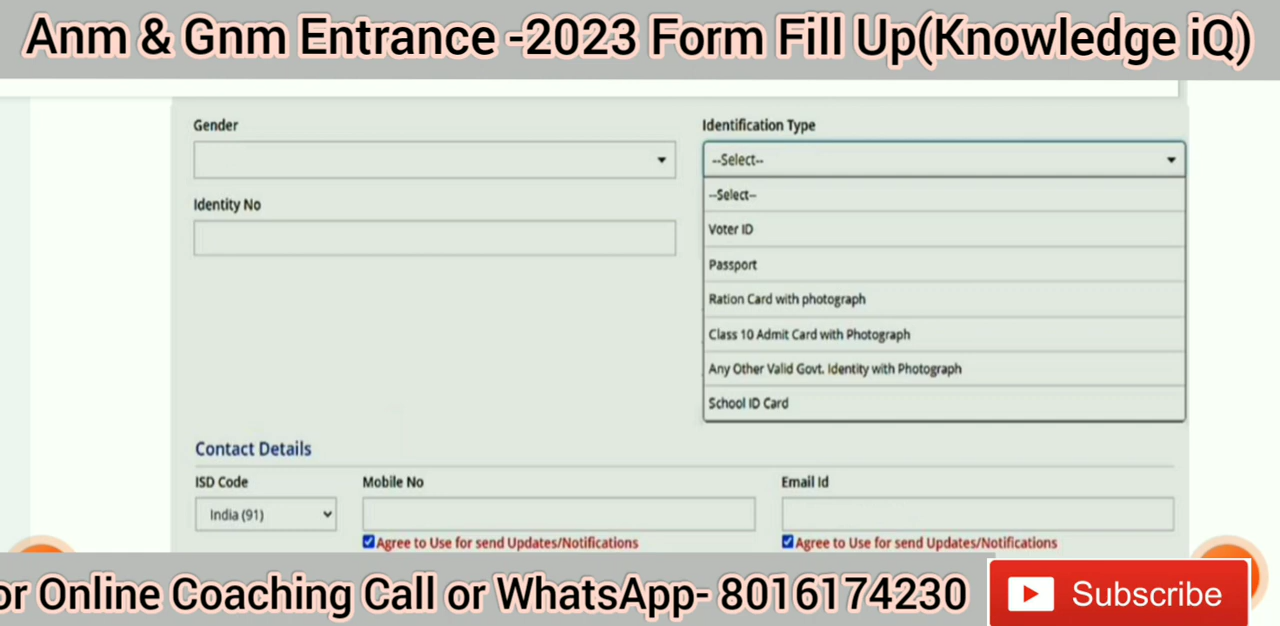 Anm & Gnm Entrance -2023 Form Fill Up(Knowledge iQ)
Gender
Identification Type
--Select--
--Select--
Identity No
Voter ID
Passport
Ration Card with photograph
Class 10 Admit Card with Photograph
Any Other Valid Govt. Identity with Photograph
School ID Card
Contact Details
ISD Code
Mobile No
Email Id
India (91)
Agree to Use for send Updates/Notifications
Agree to Use for send Updates/Notifications
or Online Coaching Call or WhatsApp- 8016174230
Subscribe